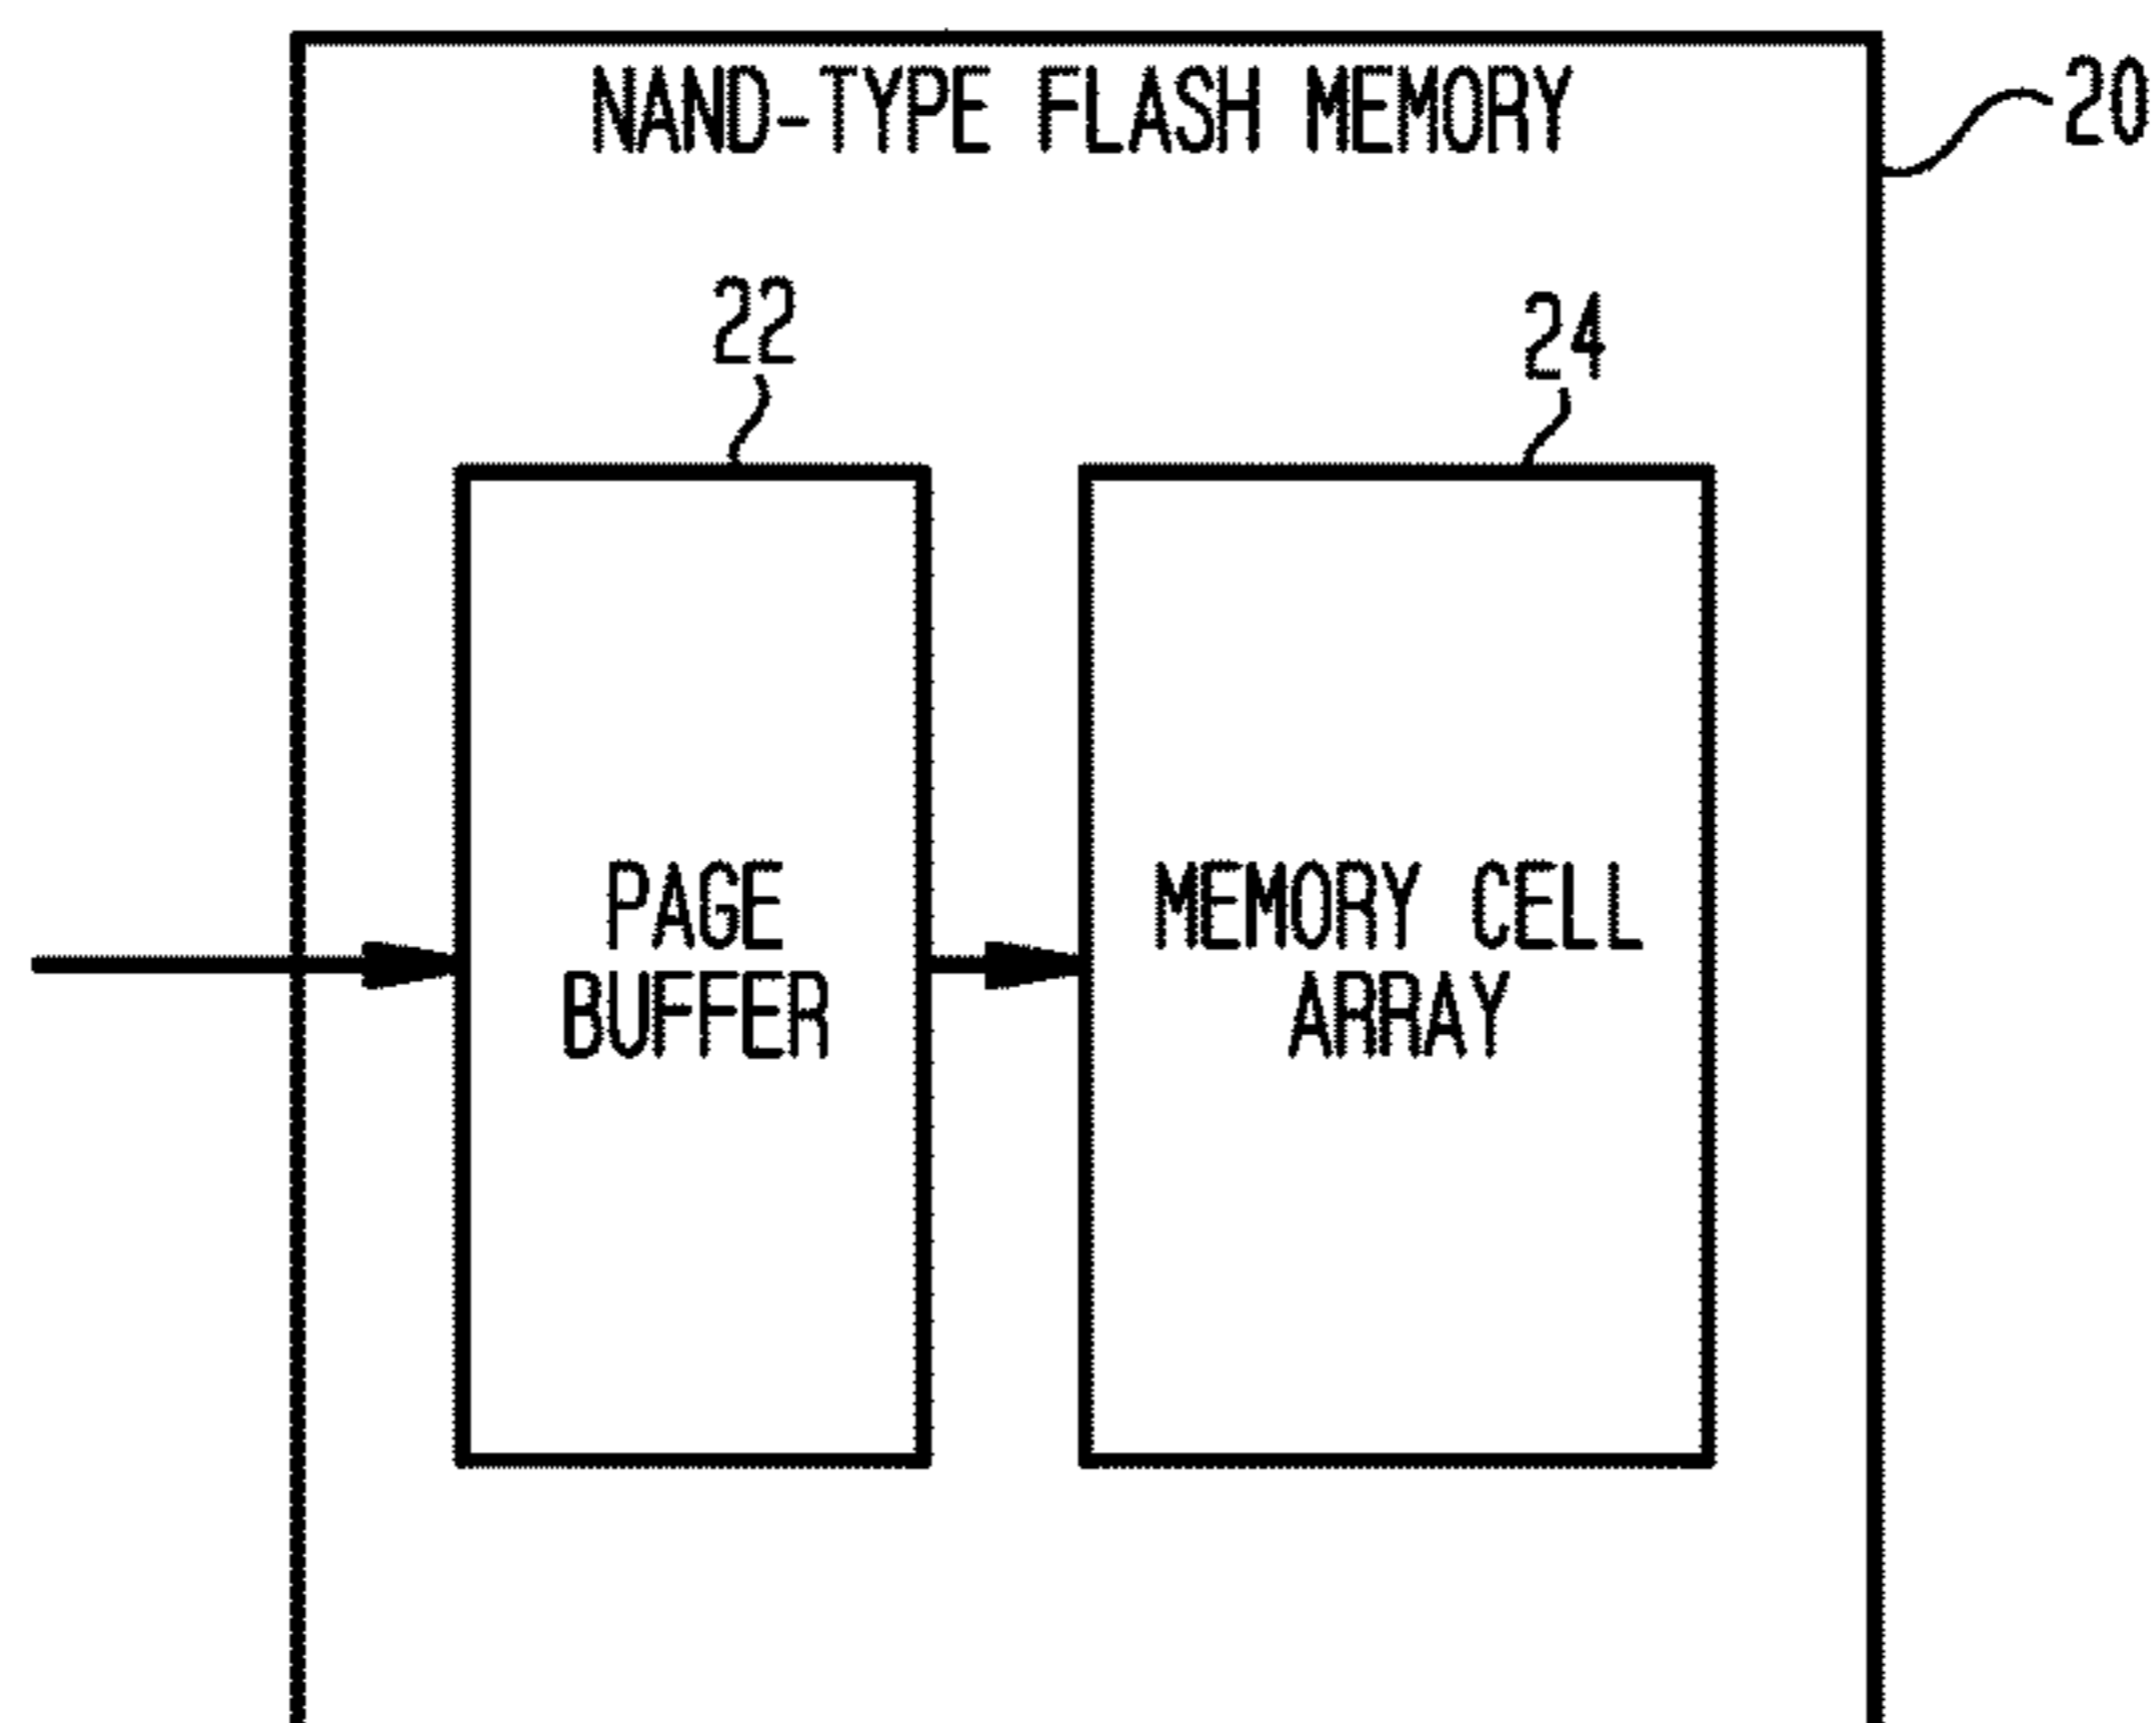 NAND-TYPE FLASH MEMORY
20
22
24
PAGE
BUFFER
MEMORY CELL
ARRAY